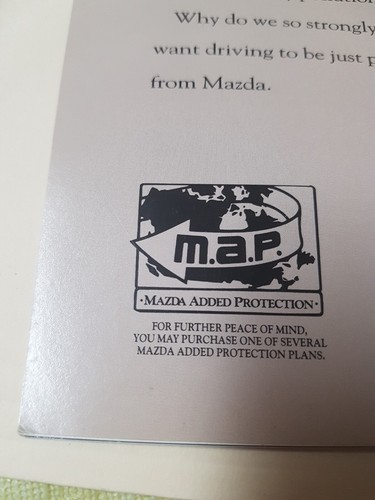 Why do we so strongly
want driving to be just
from Mazda.
m.a.p.
·MAZDA ADDED PROTECTION·
FOR FURTHER PEACE OF MIND,
YOU MAY PURCHASE ONE OF SEVERAL
MAZDA ADDED PROTECTION PLANS.